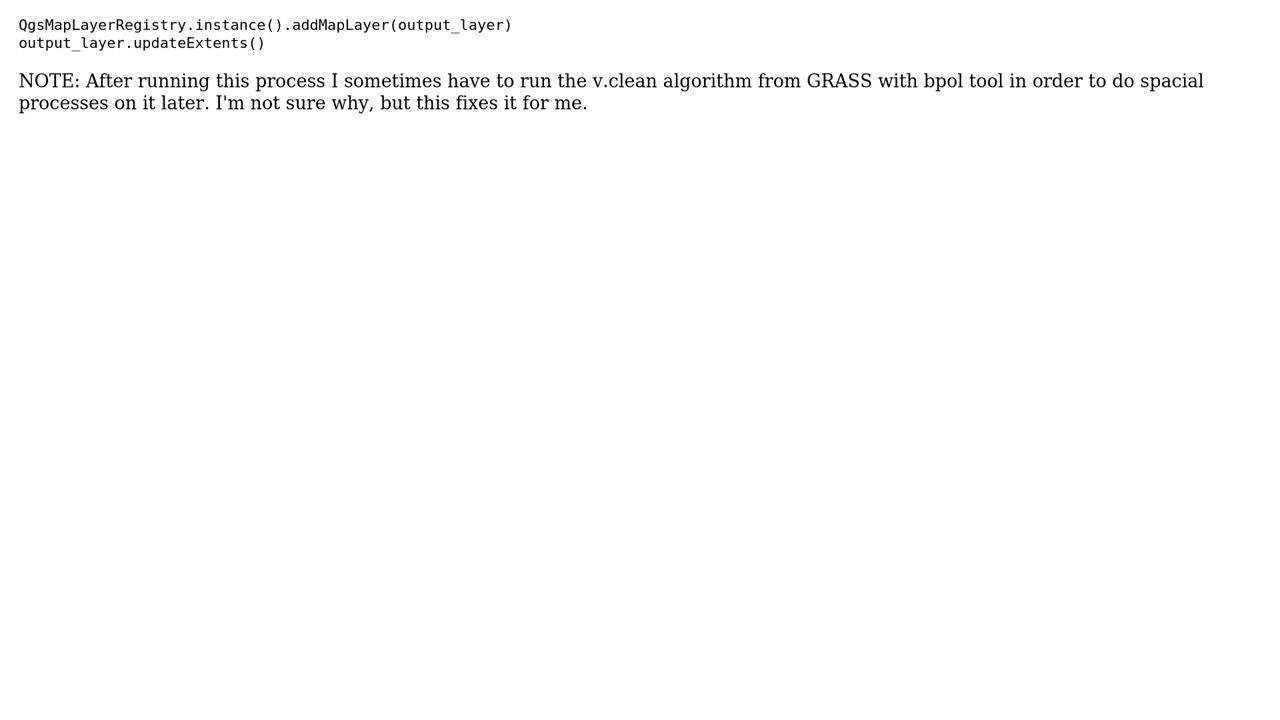 QgsMapLayerRegistry.instance().addMapLayer(output_layer)
output_layer.updateExtents()
NOTE: After running this process I sometimes have to run the v.clean algorithm from GRASS with bpol tool in order to do spacial
processes on it later. I'm not sure why, but this fixes it for me.